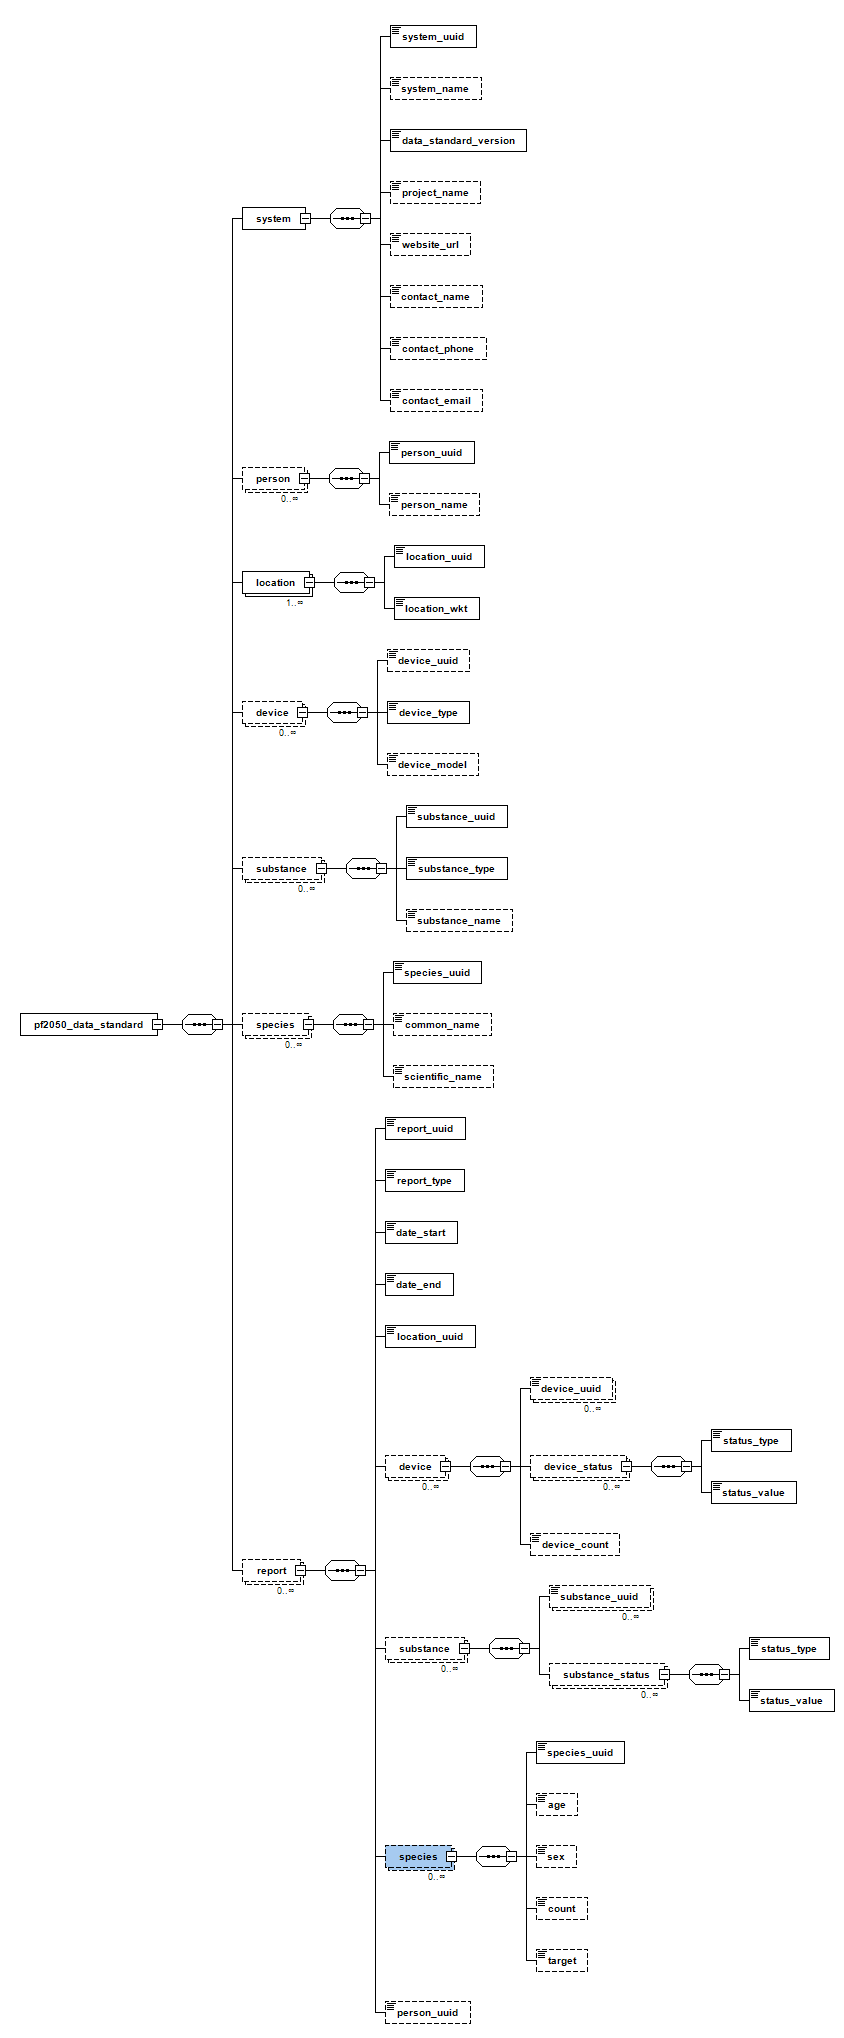 system_uuid
system_name
data_standard_version
project_name
system
website_url
contact_name
contact_phone
contact_email
person_uuid
person
0..∞
person_name
location_uuid
location
1..∞
location_wkt
device_uuid
device
0..∞
device_type
device_model
substance_uuid
substance
0..∞
substance_type
substance_name
species_uuid
pf2050_data_standard
species
0..∞
common_name
scientific_name
report_uuid
report_type
date_start
date_end
location_uuid
device_uuid
0..∞
status_type
device
0..∞
device_status
0..∞
status_value
device_count
report
0..∞
substance_uuid
0..∞
status_type
substance
0..∞
substance_status
0..∞
status_value
species_uuid
age
species
0..∞
sex
count
target
person_uuid